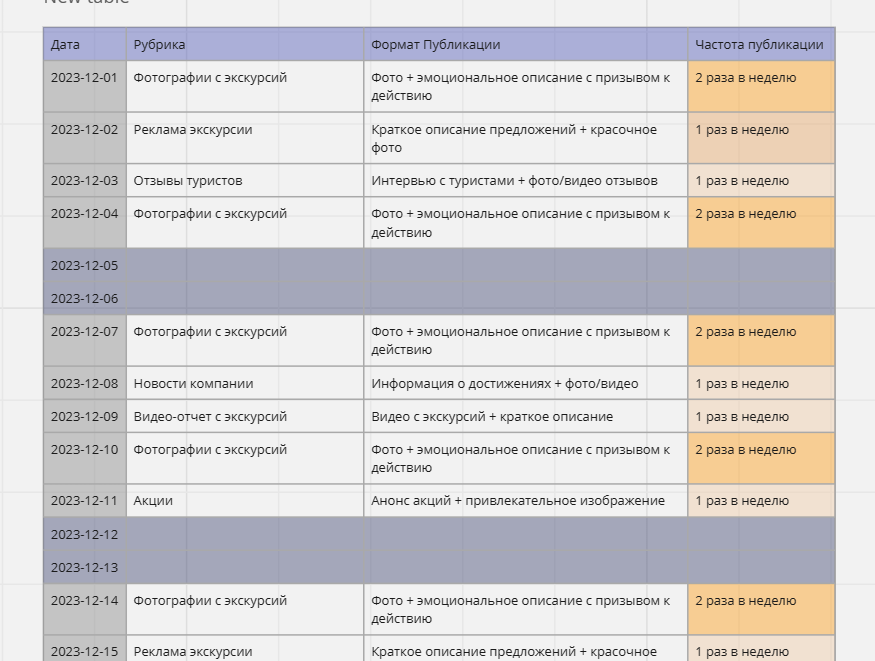 New table
Дата Рубрика Формат Публикации Частота публикации
2023-12-01 Фотографии с экскурсий Фото + эмоциональное описание с призывом к 2 раза в неделю
действию
2023-12-02 Реклама экскурсии Краткое описание предложений + красочное 1 раз в неделю
фото
2023-12-03 Отзывы туристов Интервью с туристами + фото/видео отзывов 1 раз в неделю
2023-12-04 Фотографии с экскурсий Фото + эмоциональное описание с призывом к 2 раза в неделю
действию
2023-12-05
2023-12-06
2023-12-07 Фотографии с экскурсий Фото + эмоциональное описание с призывом к 2 раза в неделю
действию
2023-12-08 Новости компании Информация о достижениях + фото/видео 1 раз в неделю
2023-12-09 Видео-отчет с экскурсий Видео с экскурсий + краткое описание 1 раз в неделю
2023-12-10 Фотографии с экскурсий Фото + эмоциональное описание с призывом к 2 раза в неделю
действию
2023-12-11 Акции Анонс акций + привлекательное изображение 1 раз в неделю
2023-12-12
2023-12-13
2023-12-14 Фотографии с экскурсий Фото + эмоциональное описание с призывом к 2 раза в неделю
действию
2023-12-15 Реклама экскурсии Краткое описание предложений + красочное 1 раз в неделю